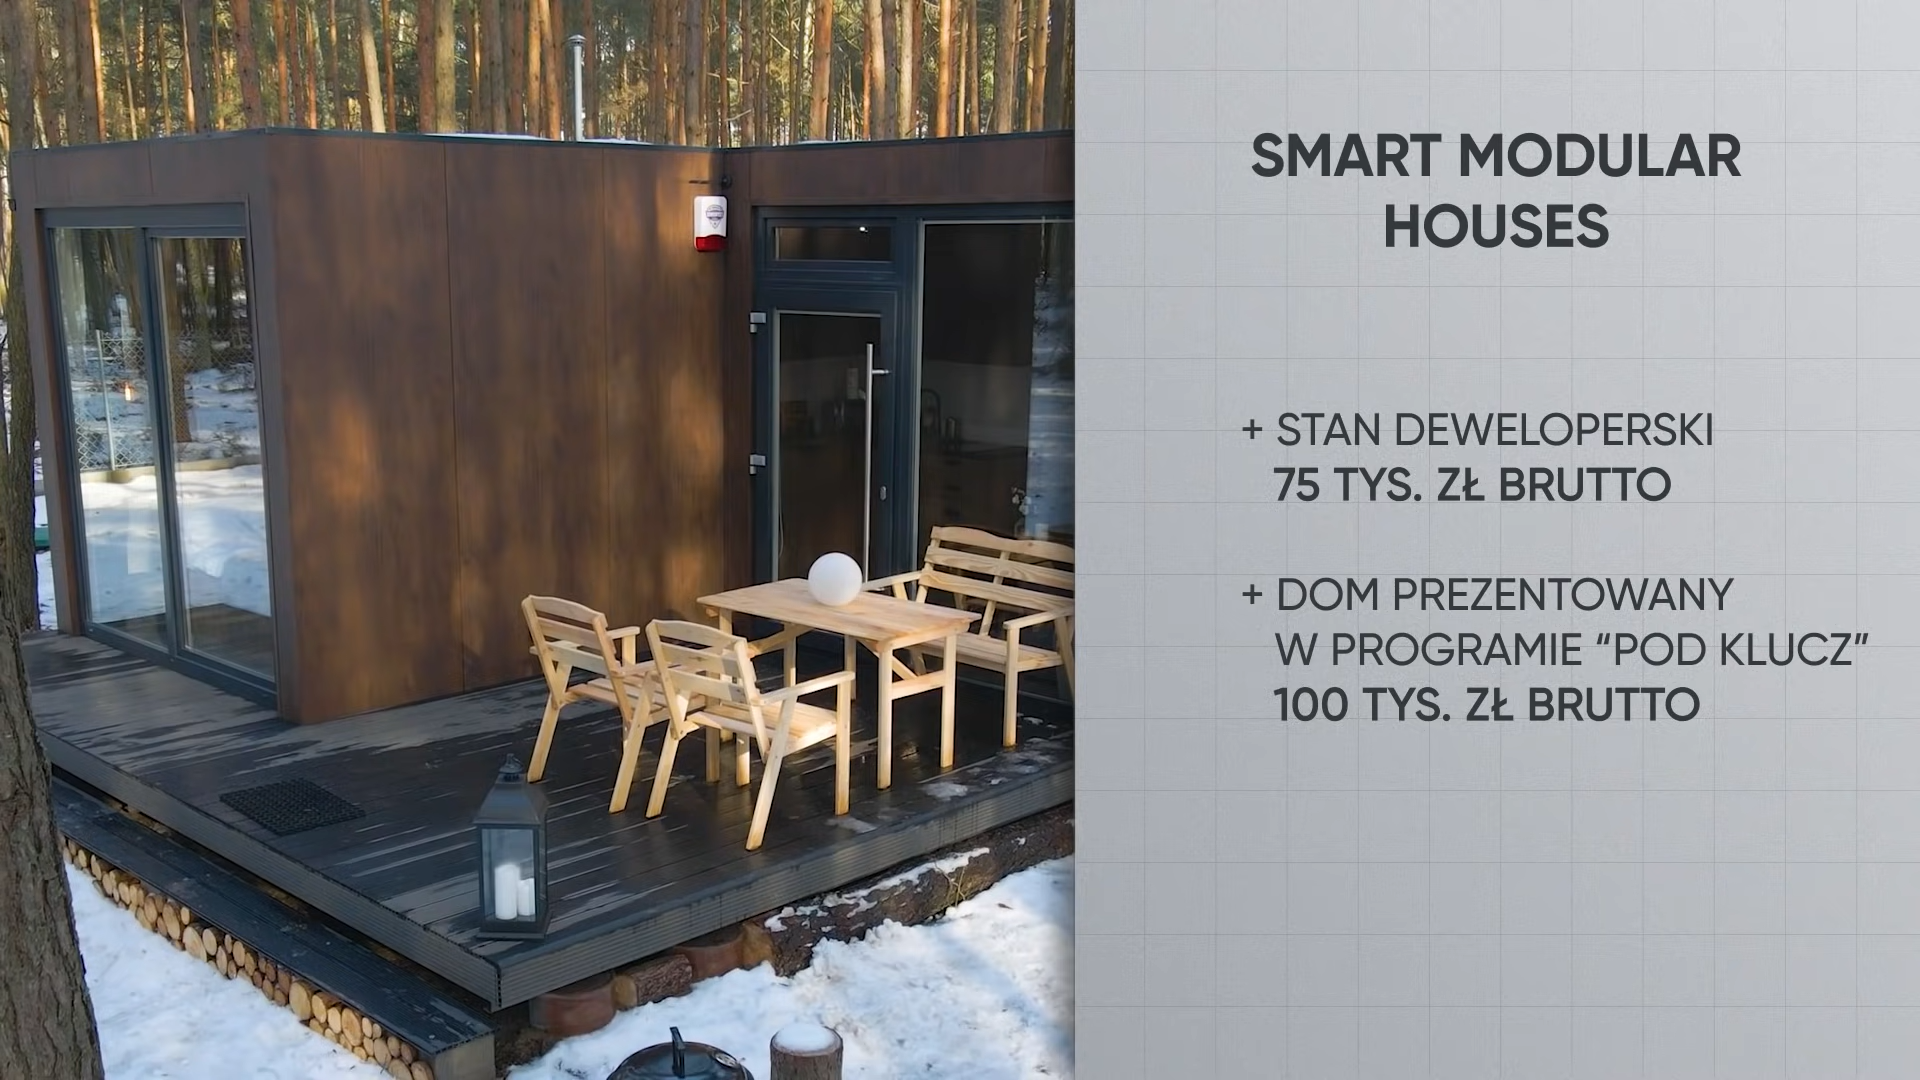 SMART MODULAR
HOUSES
+ STAN DEWELOPERSKI
75 TYS. ZŁ BRUTTO
+ DOM PREZENTOWANY
W PROGRAMIE “POD KLUCZ”
100 TYS. ZŁ BRUTTO